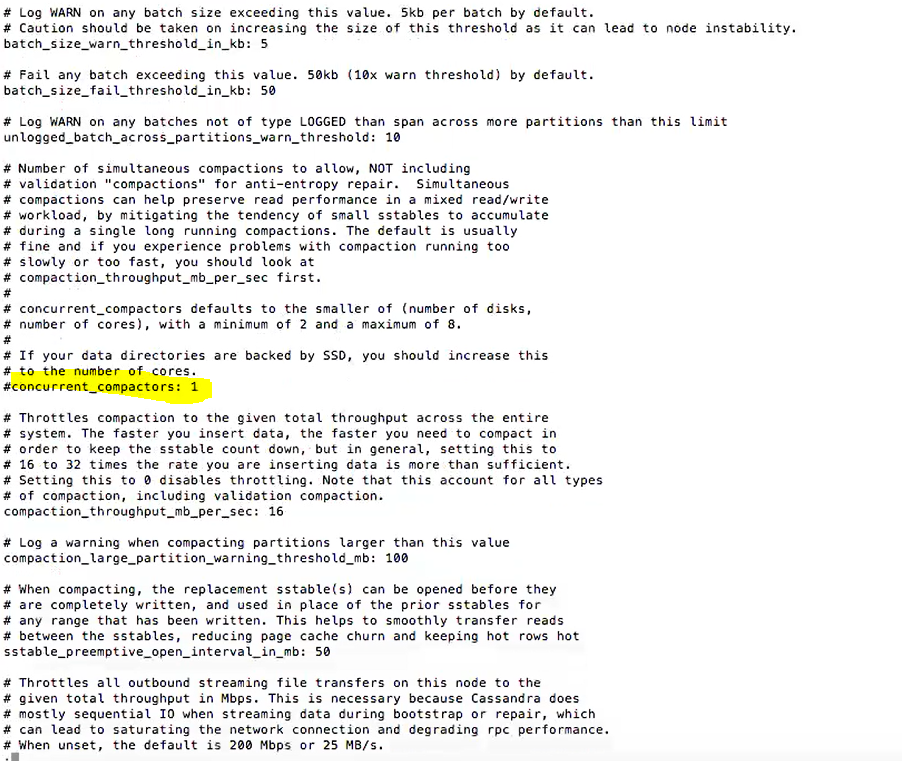 # Log WARN on any batch size exceeding this value. 5kb per batch by default.
# Caution should be taken on increasing the size of this threshold as it can lead to node instability.
batch_size_warn_threshold_in_kb: 5
# Fail any batch exceeding this value. 50kb (10x warn threshold) by default.
batch_size_fail_threshold_in_kb: 50
# Log WARN on any batches not of type LOGGED than span across more partitions than this limit
unlogged_batch_across_partitions_warn_threshold: 10
# Number of simultaneous compactions to allow, NOT including
# validation "compactions" for anti-entropy repair.  Simultaneous
# compactions can help preserve read performance in a mixed read/write
# workload, by mitigating the tendency of small sstables to accumulate
# during a single long running compactions. The default is usually
# fine and if you experience problems with compaction running too
# slowly or too fast, you should look at
# compaction_throughput_mb_per_sec first.
#
# concurrent_compactors defaults to the smaller of (number of disks,
# number of cores), with a minimum of 2 and a maximum of 8.
#
# If your data directories are backed by SSD, you should increase this
# to the number of cores.
#concurrent_compactors: 1
# Throttles compaction to the given total throughput across the entire
# system. The faster you insert data, the faster you need to compact in
# order to keep the sstable count down, but in general, setting this to
# 16 to 32 times the rate you are inserting data is more than sufficient.
# Setting this to 0 disables throttling. Note that this account for all types
# of compaction, including validation compaction.
compaction_throughput_mb_per_sec: 16
# Log a warning when compacting partitions larger than this value
compaction_large_partition_warning_threshold_mb: 100
# When compacting, the replacement sstable(s) can be opened before they
# are completely written, and used in place of the prior sstables for
# any range that has been written. This helps to smoothly transfer reads
# between the sstables, reducing page cache churn and keeping hot rows hot
sstable_preemptive_open_interval_in_mb: 50
# Throttles all outbound streaming file transfers on this node to the
# given total throughput in Mbps. This is necessary because Cassandra does
# mostly sequential IO when streaming data during bootstrap or repair, which
# can lead to saturating the network connection and degrading rpc performance.
# When unset, the default is 200 Mbps or 25 MB/s.
: